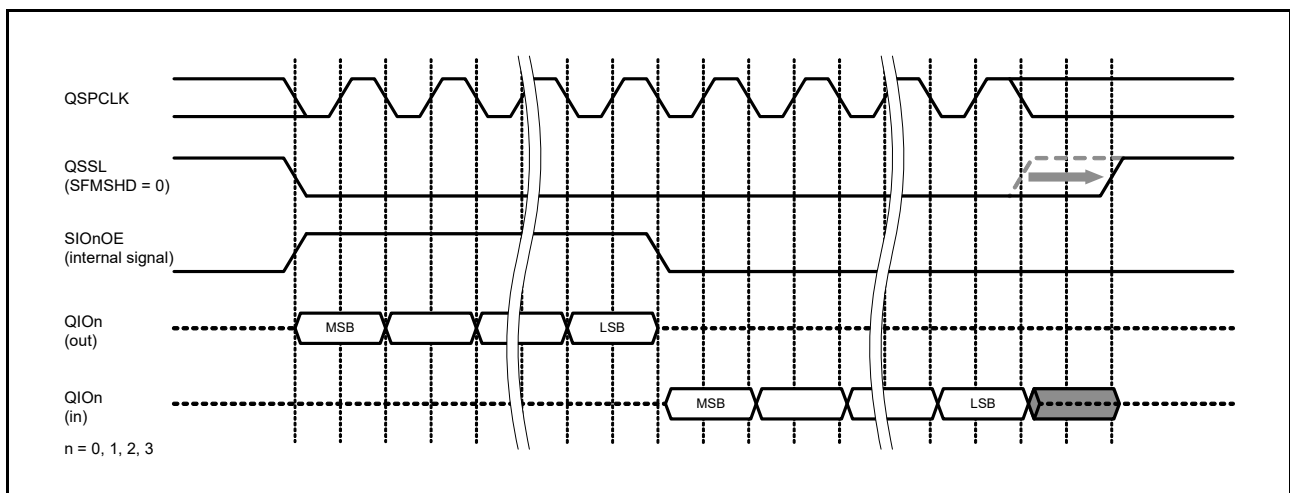 QSPCLK
QSSL
(SFMSHD = 0)
SIOnOE
(internal signal)
QIOn
(out)
MSB
LSB
QIOn
(in)
MSB
LSB
n = 0, 1, 2, 3